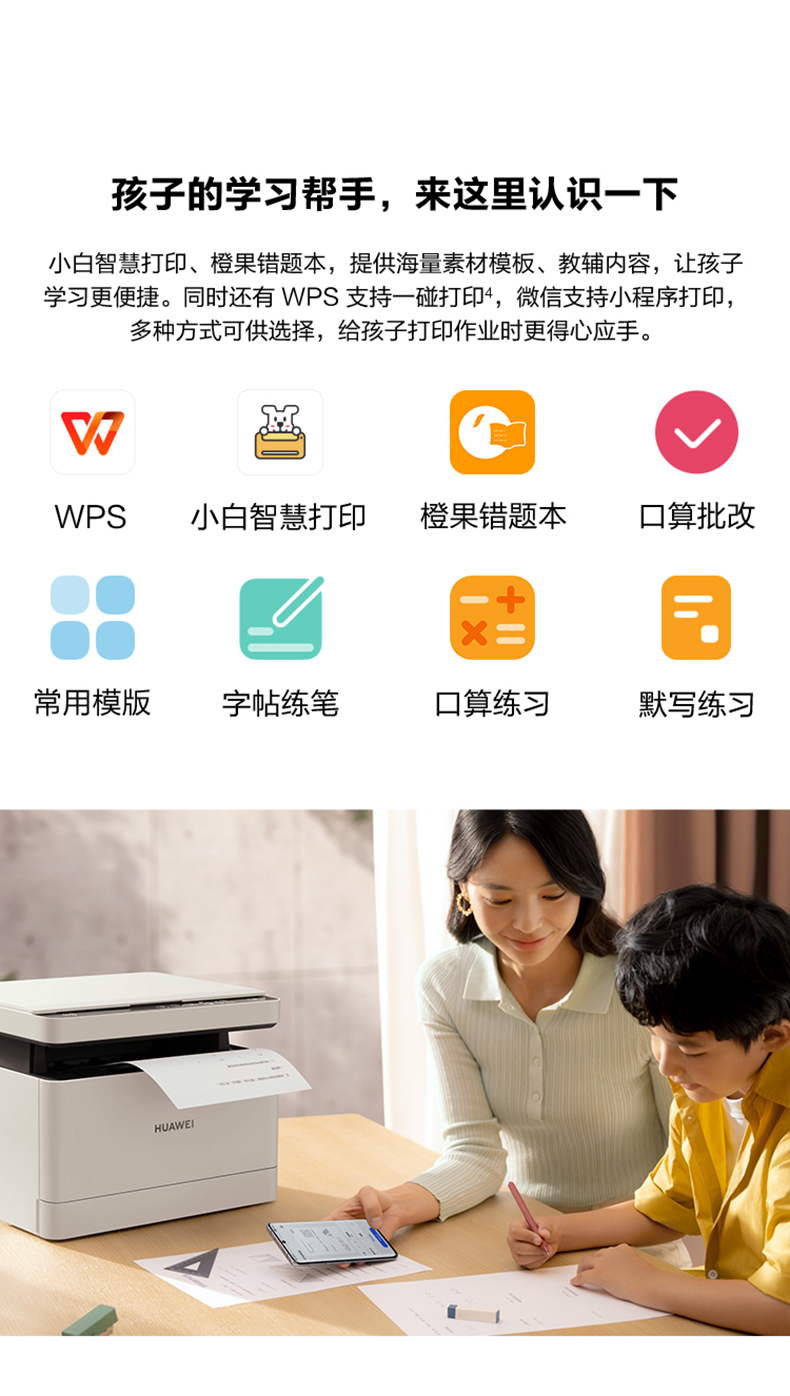 孩子的学习帮手，来这里认识一下
小白智慧打印、橙果错题本，提供海量素材模板、教辅内容，让孩子
学习更便捷。同时还有 WPS 支持一碰打印⁴，微信支持小程序打印，
多种方式可供选择，给孩子打印作业时更得心应手。
WPS
小白智慧打印
橙果错题本
口算批改
常用模版
字帖练笔
口算练习
默写练习
HUAWEI